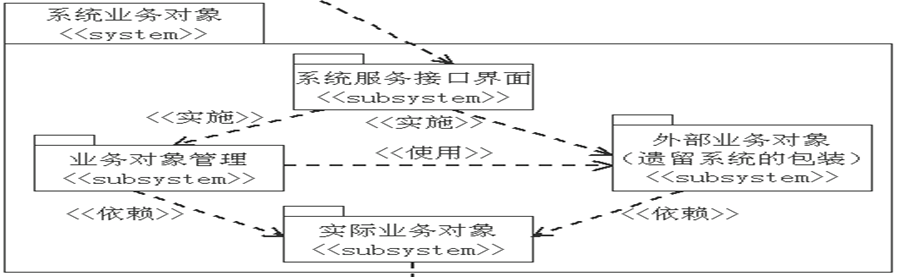 系统业务对象
<<system>>
系统服务接口界面
<<subsystem>>
<<实施>>
<<实施>>
业务对象管理
<<subsystem>>
<<使用>>
外部业务对象
(遗留系统的包装)
<<subsystem>>
<<依赖>>
<<依赖>>
实际业务对象
<<subsystem>>